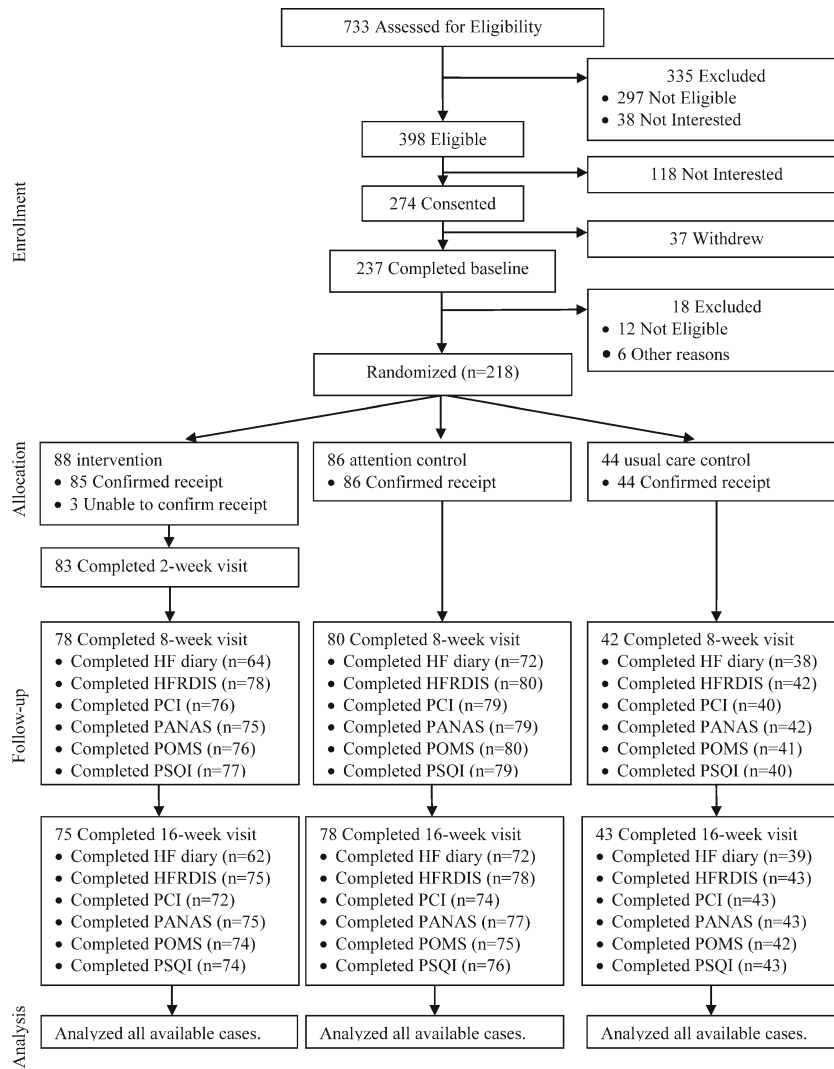 733 Assessed for Eligibility
335 Excluded
• 297 Not Eligible
• 38 Not Interested
398 Eligible
118 Not Interested
274 Consented
37 Withdrew
237 Completed baseline
18 Excluded
• 12 Not Eligible
• 6 Other reasons
Randomized (n=218)
Enrollment
88 intervention
• 85 Confirmed receipt
• 3 Unable to confirm receipt
86 attention control
• 86 Confirmed receipt
44 usual care control
• 44 Confirmed receipt
Allocation
83 Completed 2-week visit
78 Completed 8-week visit
• Completed HF diary (n=64)
• Completed HFRDIS (n=78)
• Completed PCI (n=76)
• Completed PANAS (n=75)
• Completed POMS (n=76)
• Completed PSQI (n=77)
80 Completed 8-week visit
• Completed HF diary (n=72)
• Completed HFRDIS (n=80)
• Completed PCI (n=79)
• Completed PANAS (n=79)
• Completed POMS (n=80)
• Completed PSQI (n=79)
42 Completed 8-week visit
• Completed HF diary (n=38)
• Completed HFRDIS (n=42)
• Completed PCI (n=40)
• Completed PANAS (n=42)
• Completed POMS (n=41)
• Completed PSQI (n=40)
Follow-up
75 Completed 16-week visit
• Completed HF diary (n=62)
• Completed HFRDIS (n=75)
• Completed PCI (n=72)
• Completed PANAS (n=75)
• Completed POMS (n=74)
• Completed PSQI (n=74)
78 Completed 16-week visit
• Completed HF diary (n=72)
• Completed HFRDIS (n=78)
• Completed PCI (n=74)
• Completed PANAS (n=77)
• Completed POMS (n=75)
• Completed PSQI (n=76)
43 Completed 16-week visit
• Completed HF diary (n=39)
• Completed HFRDIS (n=43)
• Completed PCI (n=43)
• Completed PANAS (n=43)
• Completed POMS (n=42)
• Completed PSQI (n=43)
Analysis
Analyzed all available cases.
Analyzed all available cases.
Analyzed all available cases.